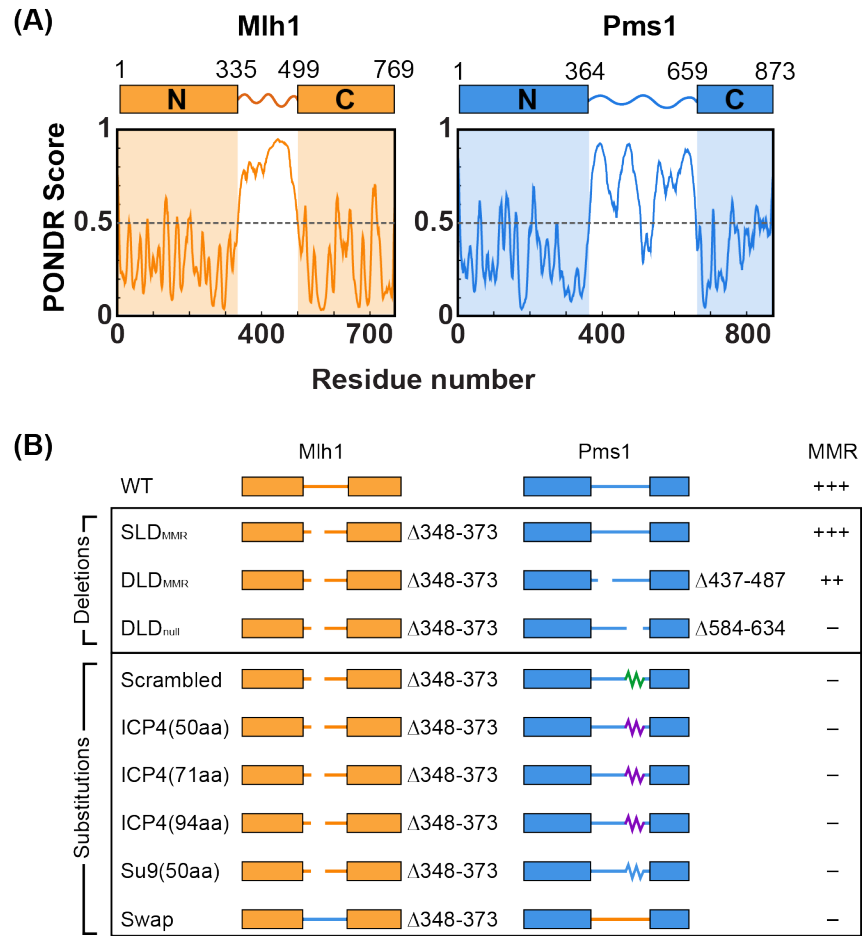 (A)
Mlh1 Pms1
1 335 499 769 1 364 659 873
N C N C
PONDR Score
1 1
0.5 0.5
0 0
0 400 700 0 400 800
Residue number
(B)
Mlh1 Pms1 MMR
WT +++
Deletions
SLDMMR Δ348-373 +++
DLDMMR Δ348-373 Δ437-487 ++
DLDnull Δ348-373 Δ584-634 –
Substitutions
Scrambled Δ348-373 –
ICP4(50aa) Δ348-373 –
ICP4(71aa) Δ348-373 –
ICP4(94aa) Δ348-373 –
Su9(50aa) Δ348-373 –
Swap Δ348-373 –